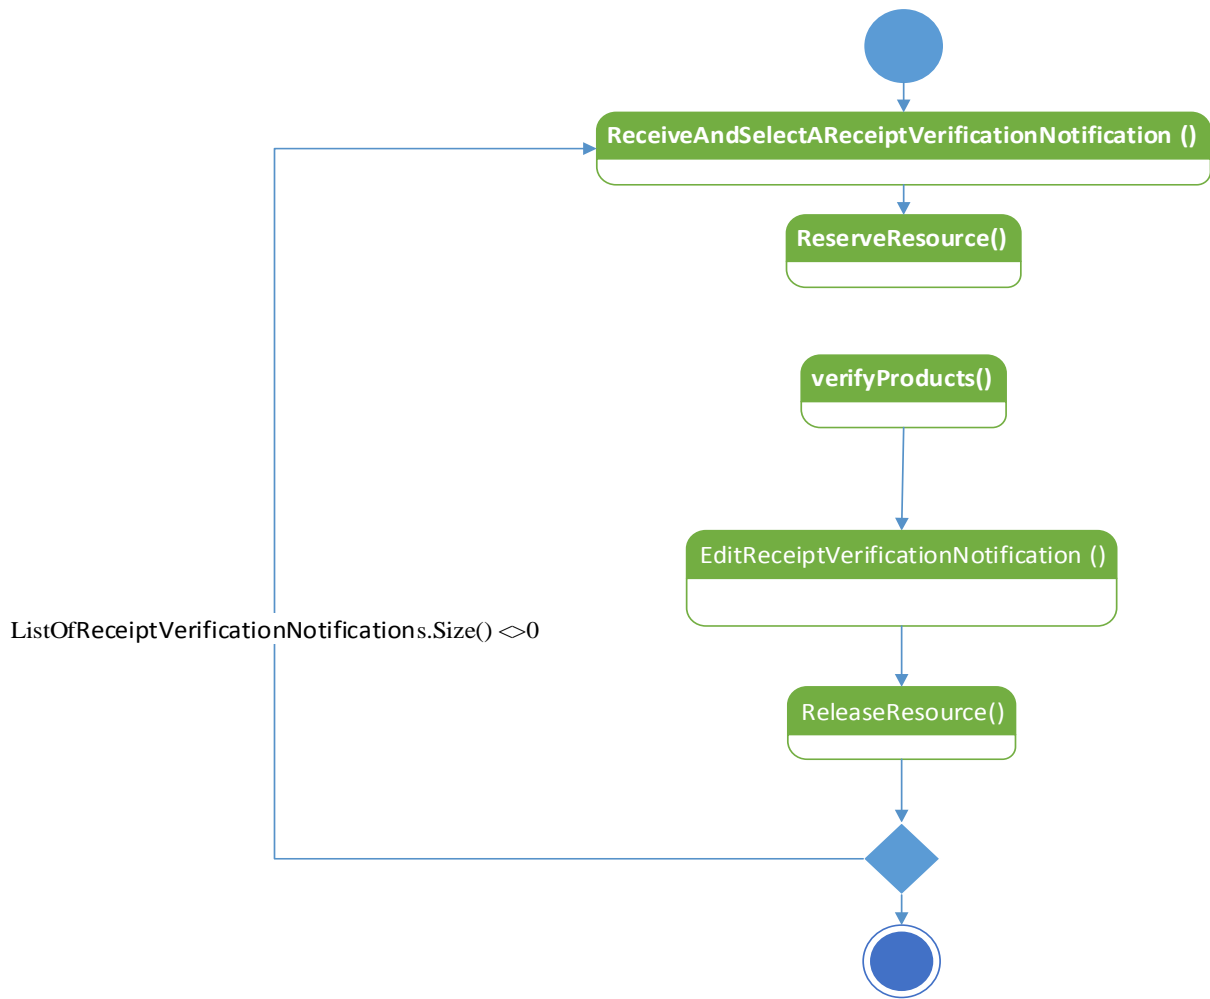 ReceiveAndSelectAReceiptVerificationNotification ()
ReserveResource()
verifyProducts()
EditReceiptVerificationNotification ()
ListOfReceiptVerificationNotifications.Size() <>0
ReleaseResource()